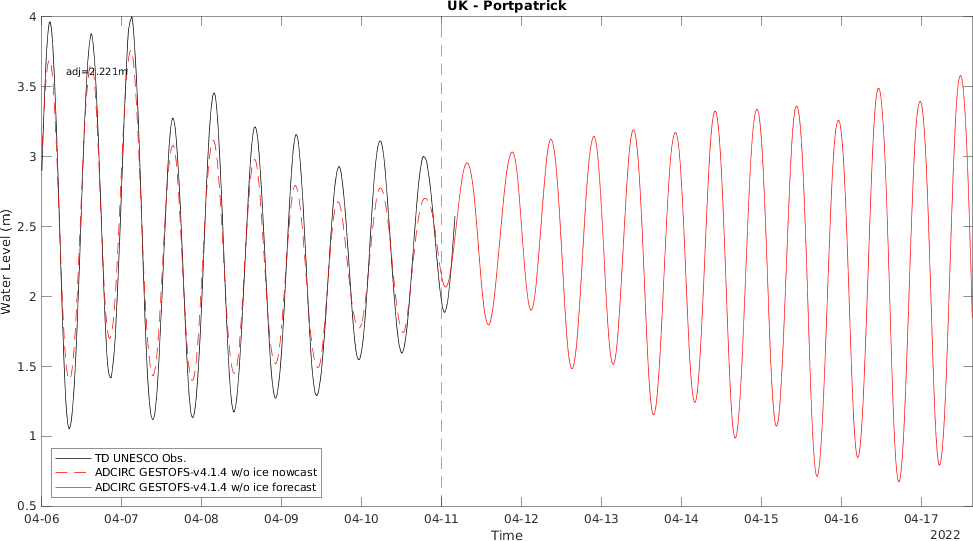 UK - Portpatrick
4
adj=2.221m
3.5
3
2.5
2
1.5
1
0.5
Water Level (m)
TD UNESCO Obs.
ADCIRC GESTOFS-v4.1.4 w/o ice nowcast
ADCIRC GESTOFS-v4.1.4 w/o ice forecast
04-06 04-07 04-08 04-09 04-10 04-11 04-12 04-13 04-14 04-15 04-16 04-17
Time
2022